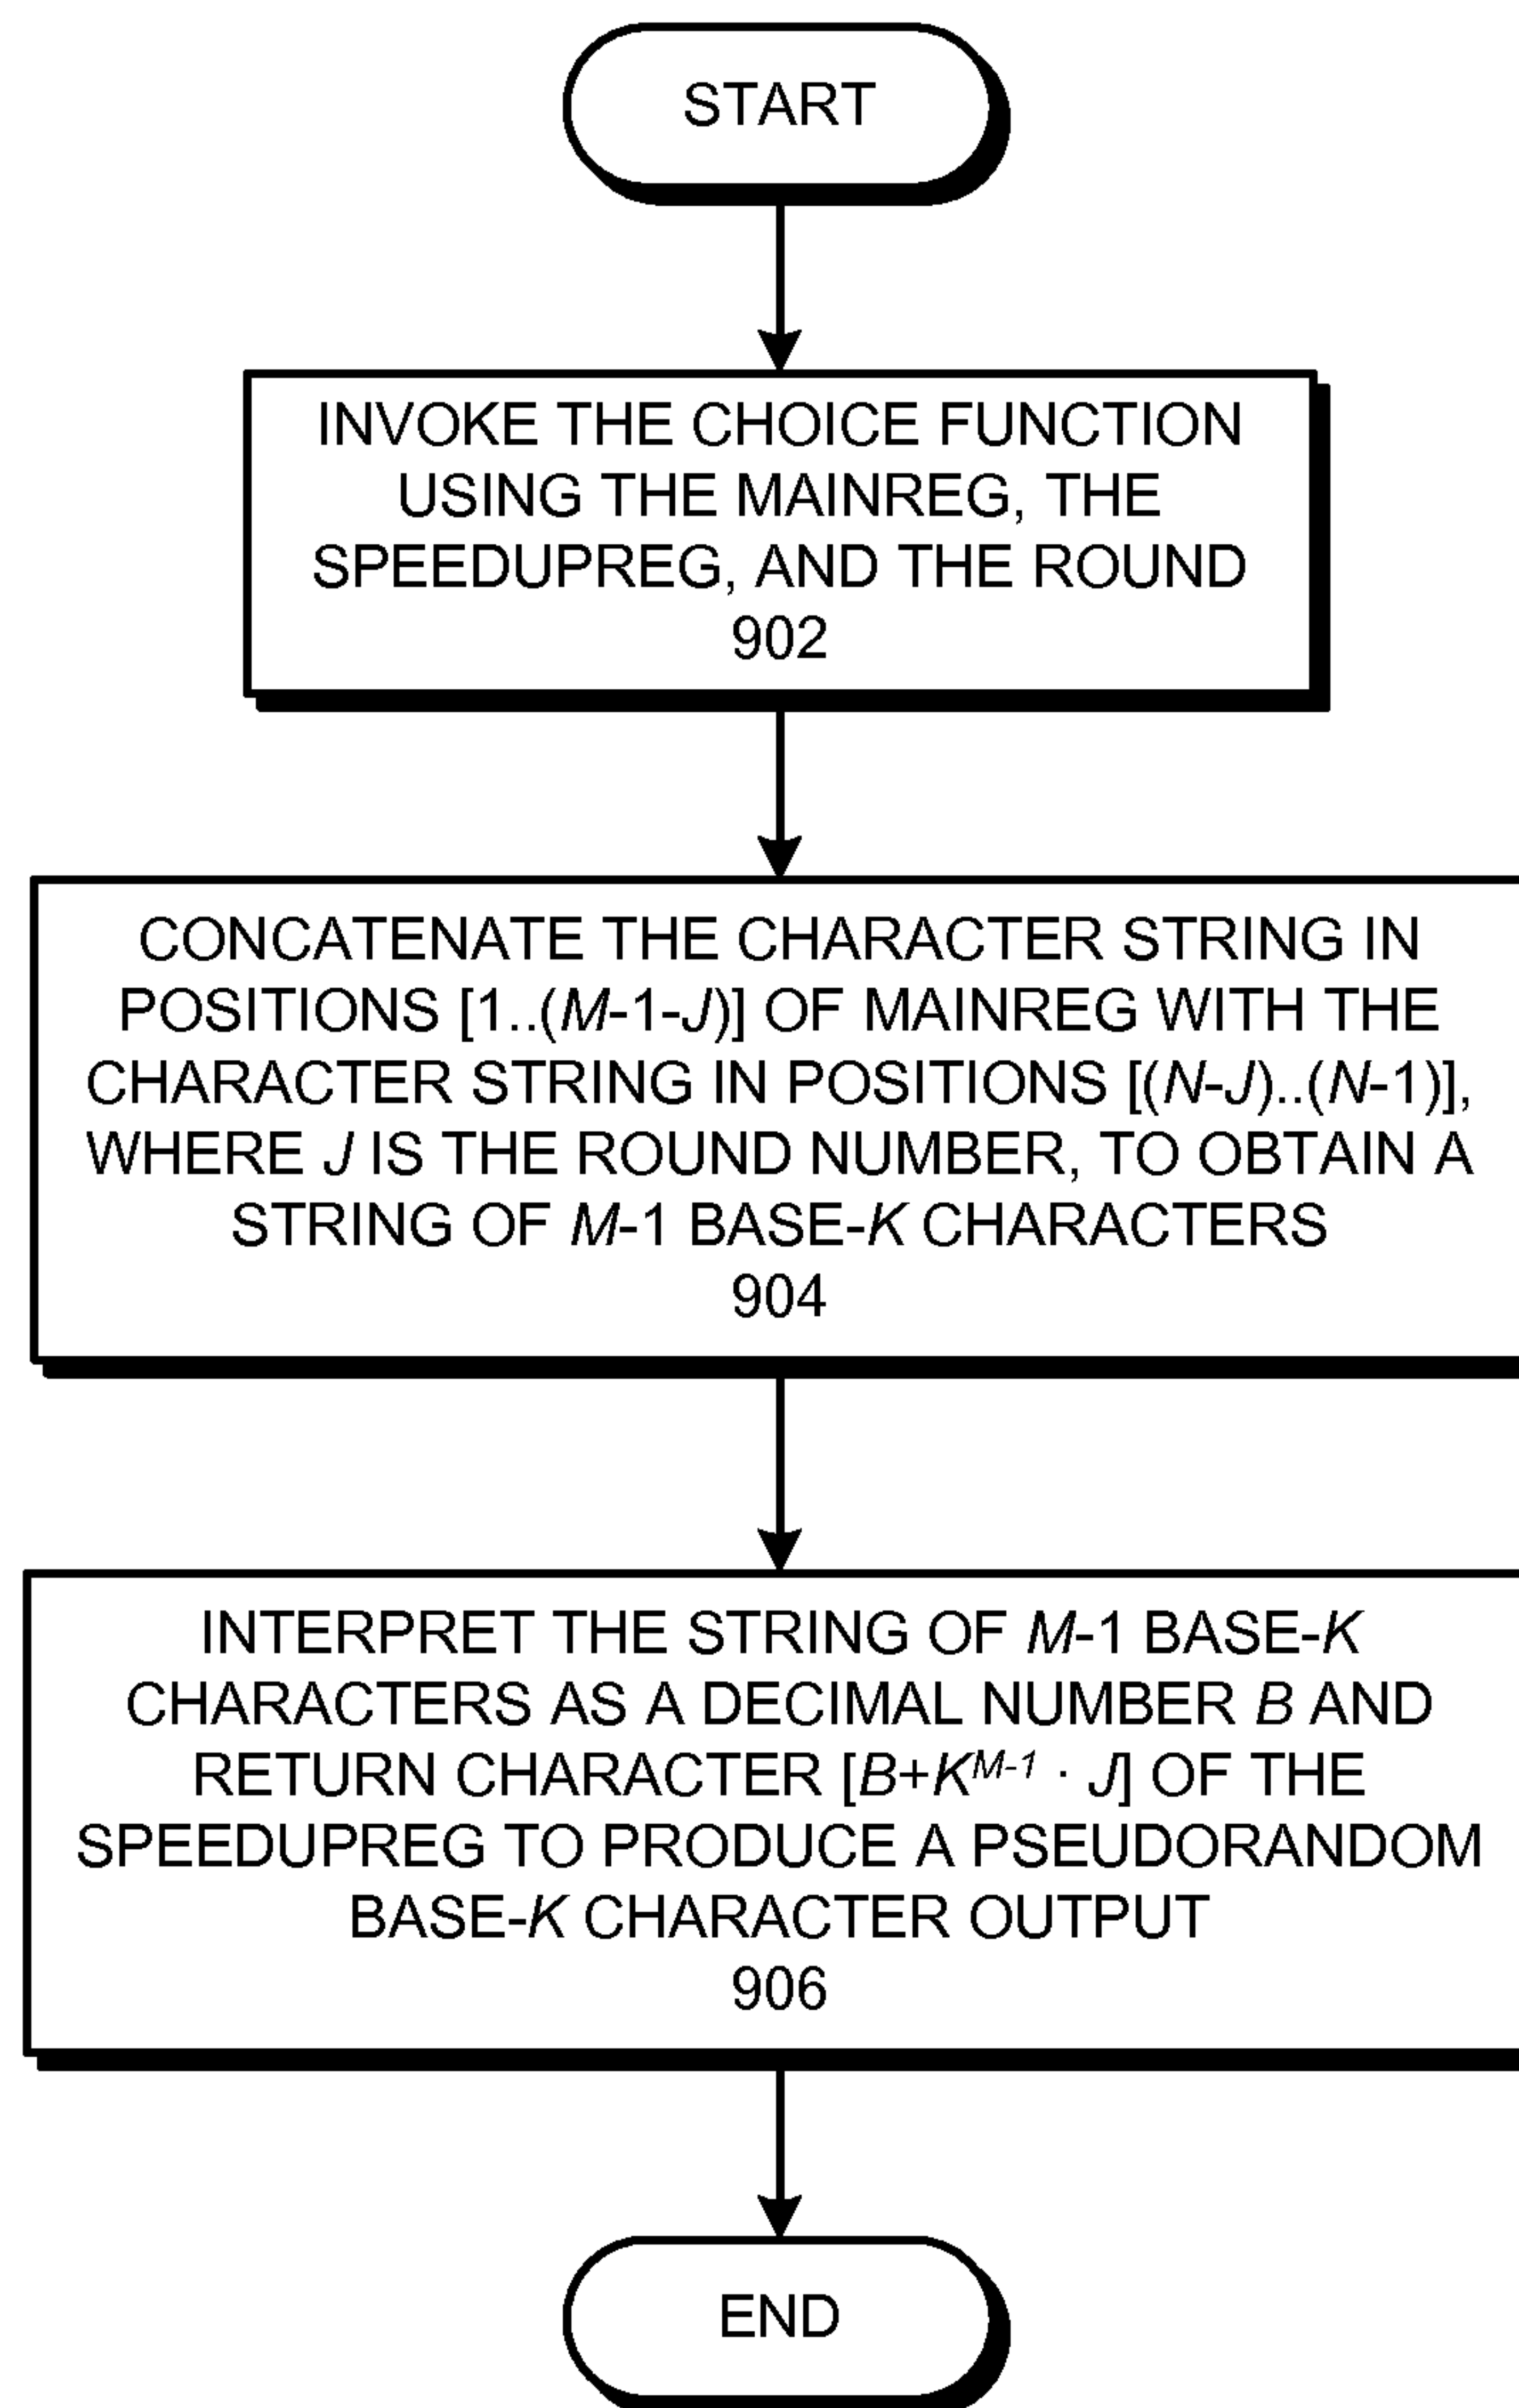 START
INVOKE THE CHOICE FUNCTION
USING THE MAINREG, THE
SPEEDUPREG, AND THE ROUND
902
CONCATENATE THE CHARACTER STRING IN
POSITIONS [1..(M-1-J)] OF MAINREG WITH THE
CHARACTER STRING IN POSITIONS [(N-J)..(N-1)],
WHERE J IS THE ROUND NUMBER, TO OBTAIN A
STRING OF M-1 BASE-K CHARACTERS
904
INTERPRET THE STRING OF M-1 BASE-K
CHARACTERS AS A DECIMAL NUMBER B AND
RETURN CHARACTER [B+K^{M-1} · J] OF THE
SPEEDUPREG TO PRODUCE A PSEUDORANDOM
BASE-K CHARACTER OUTPUT
906
END